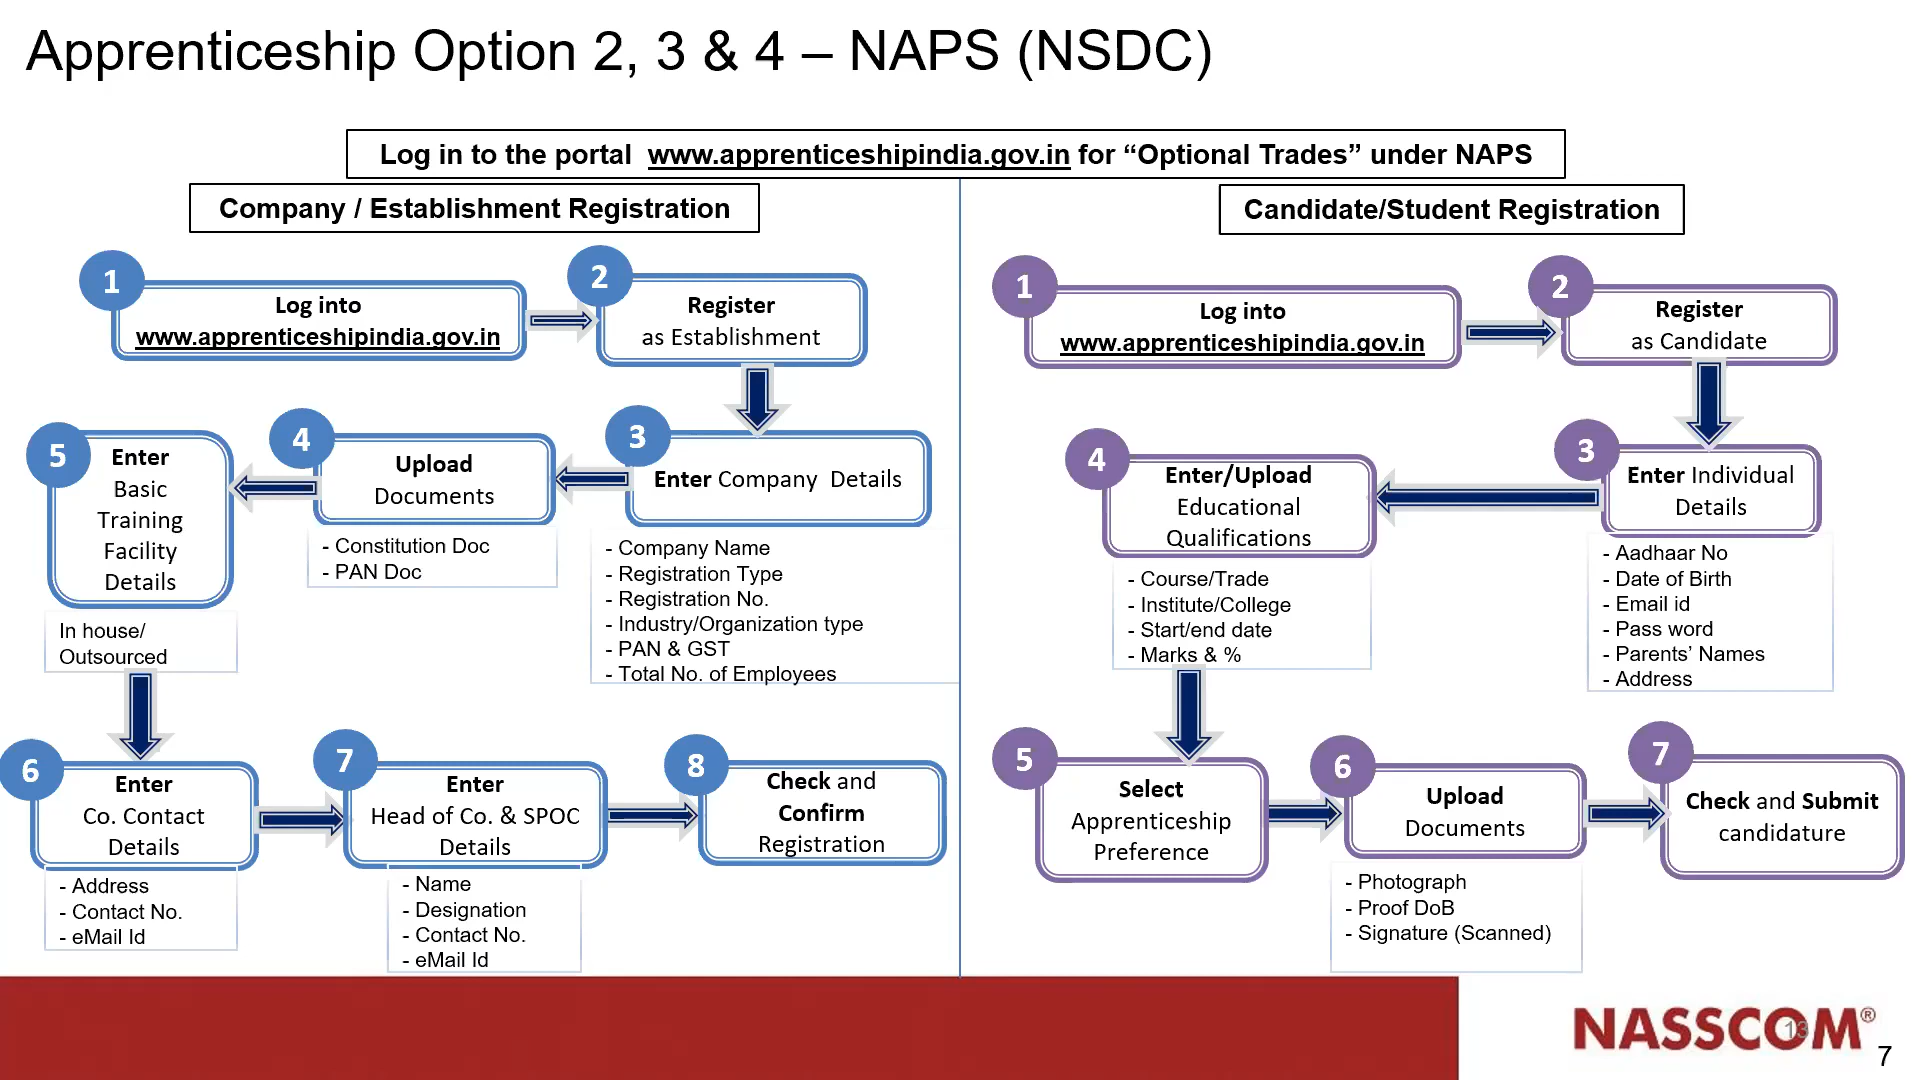 Apprenticeship Option 2, 3 & 4 – NAPS (NSDC)
Log in to the portal www.apprenticeshipindia.gov.in for “Optional Trades” under NAPS
Company / Establishment Registration
1
Log into
www.apprenticeshipindia.gov.in
2
Register
as Establishment
3
Enter Company Details
- Company Name
- Registration Type
- Registration No.
- Industry/Organization type
- PAN & GST
- Total No. of Employees
4
Upload
Documents
- Constitution Doc
- PAN Doc
5
Enter
Basic
Training
Facility
Details
In house/
Outsourced
6
Enter
Co. Contact
Details
- Address
- Contact No.
- eMail Id
7
Enter
Head of Co. & SPOC
Details
- Name
- Designation
- Contact No.
- eMail Id
8
Check and
Confirm
Registration
Candidate/Student Registration
1
Log into
www.apprenticeshipindia.gov.in
2
Register
as Candidate
3
Enter Individual
Details
- Aadhaar No
- Date of Birth
- Email id
- Pass word
- Parents’ Names
- Address
4
Enter/Upload
Educational
Qualifications
- Course/Trade
- Institute/College
- Start/end date
- Marks & %
5
Select
Apprenticeship
Preference
6
Upload
Documents
- Photograph
- Proof DoB
- Signature (Scanned)
7
Check and Submit
candidature
NASSCOM®
13
7